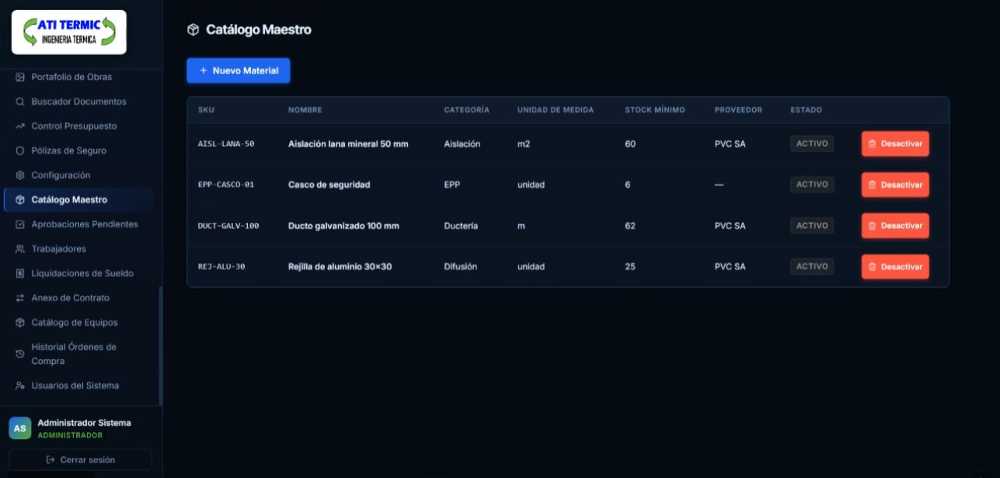 ATI TERMIC
INGENIERIA TERMICA
Portafolio de Obras
Buscador Documentos
Control Presupuesto
Pólizas de Seguro
Configuración
Catálogo Maestro
Aprobaciones Pendientes
Trabajadores
Liquidaciones de Sueldo
Anexo de Contrato
Catálogo de Equipos
Historial Órdenes de
Compra
Usuarios del Sistema
AS
Administrador Sistema
ADMINISTRADOR
Cerrar sesión
Catálogo Maestro
+ Nuevo Material
SKU NOMBRE CATEGORÍA UNIDAD DE MEDIDA STOCK MÍNIMO PROVEEDOR ESTADO
AISL-LANA-50 Aislación lana mineral 50 mm Aislación m2 60 PVC SA ACTIVO Desactivar
EPP-CASCO-01 Casco de seguridad EPP unidad 6 — ACTIVO Desactivar
DUCT-GALV-100 Ducto galvanizado 100 mm Ductería m 62 PVC SA ACTIVO Desactivar
REJ-ALU-30 Rejilla de aluminio 30×30 Difusión unidad 25 PVC SA ACTIVO Desactivar